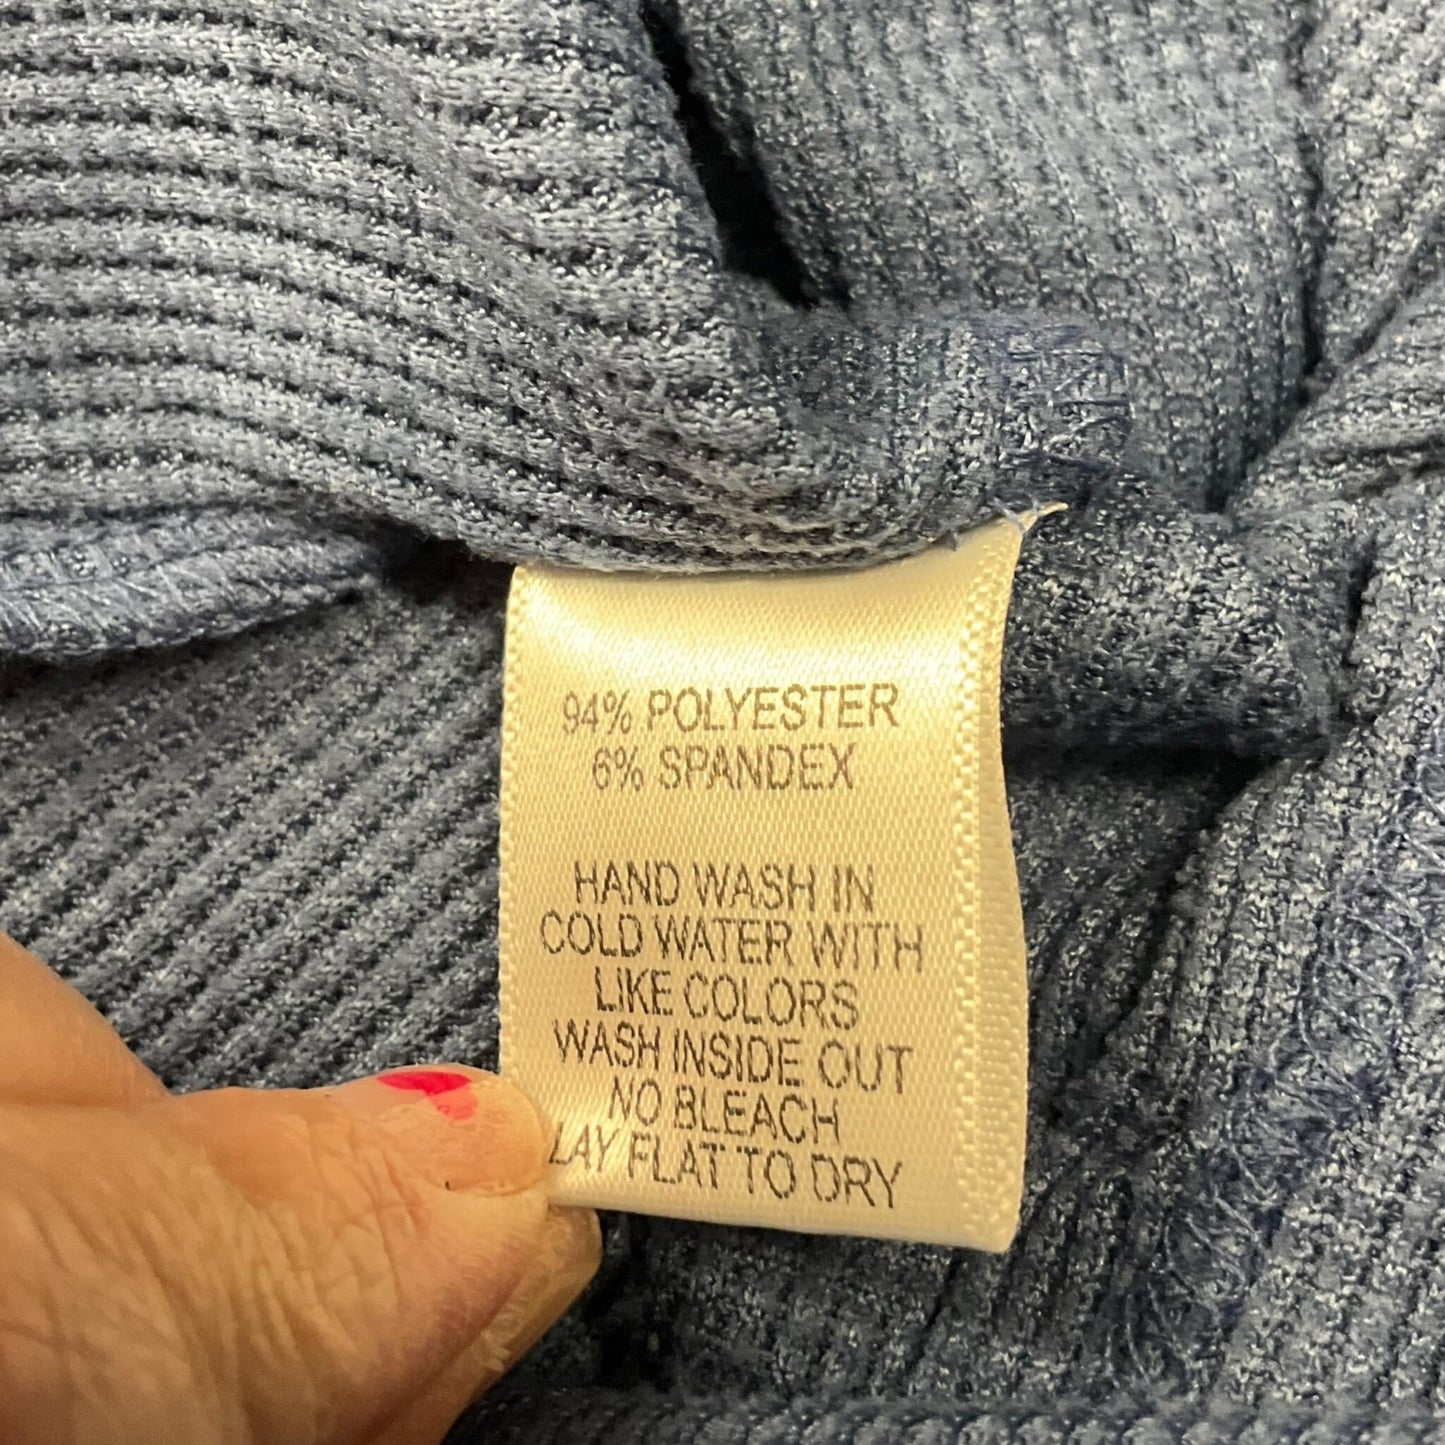 94% POLYESTER
6% SPANDEX
HAND WASH IN
COLD WATER WITH
LIKE COLORS
WASH INSIDE OUT
NO BLEACH
LAY FLAT TO DRY